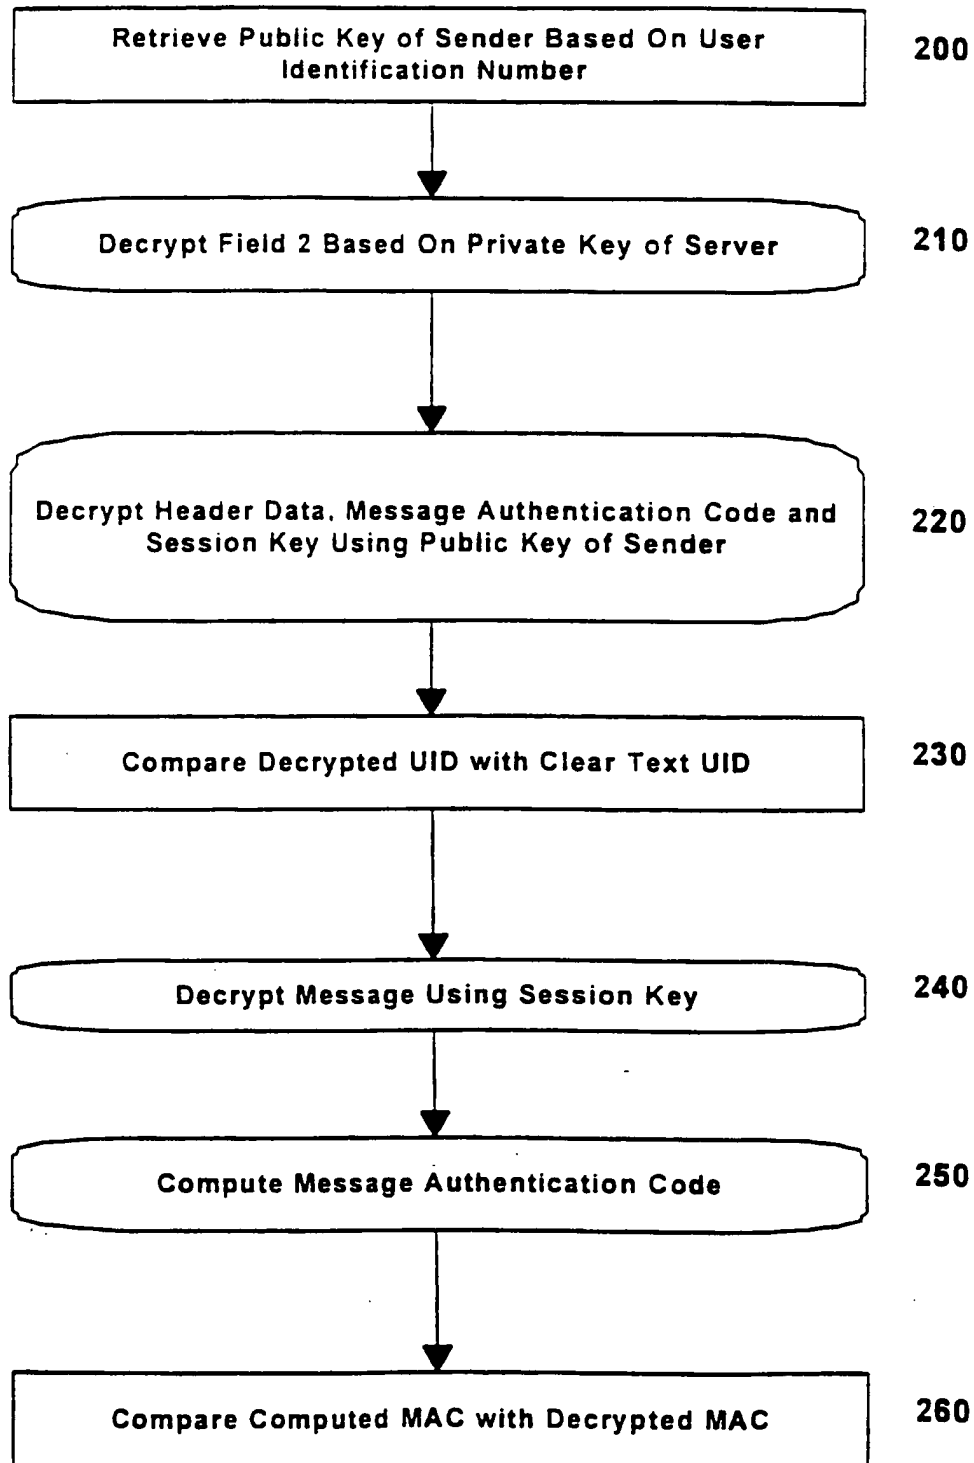 Retrieve Public Key of Sender Based On User
Identification Number
200
Decrypt Field 2 Based On Private Key of Server
210
Decrypt Header Data, Message Authentication Code and
Session Key Using Public Key of Sender
220
Compare Decrypted UID with Clear Text UID
230
Decrypt Message Using Session Key
240
Compute Message Authentication Code
250
Compare Computed MAC with Decrypted MAC
260